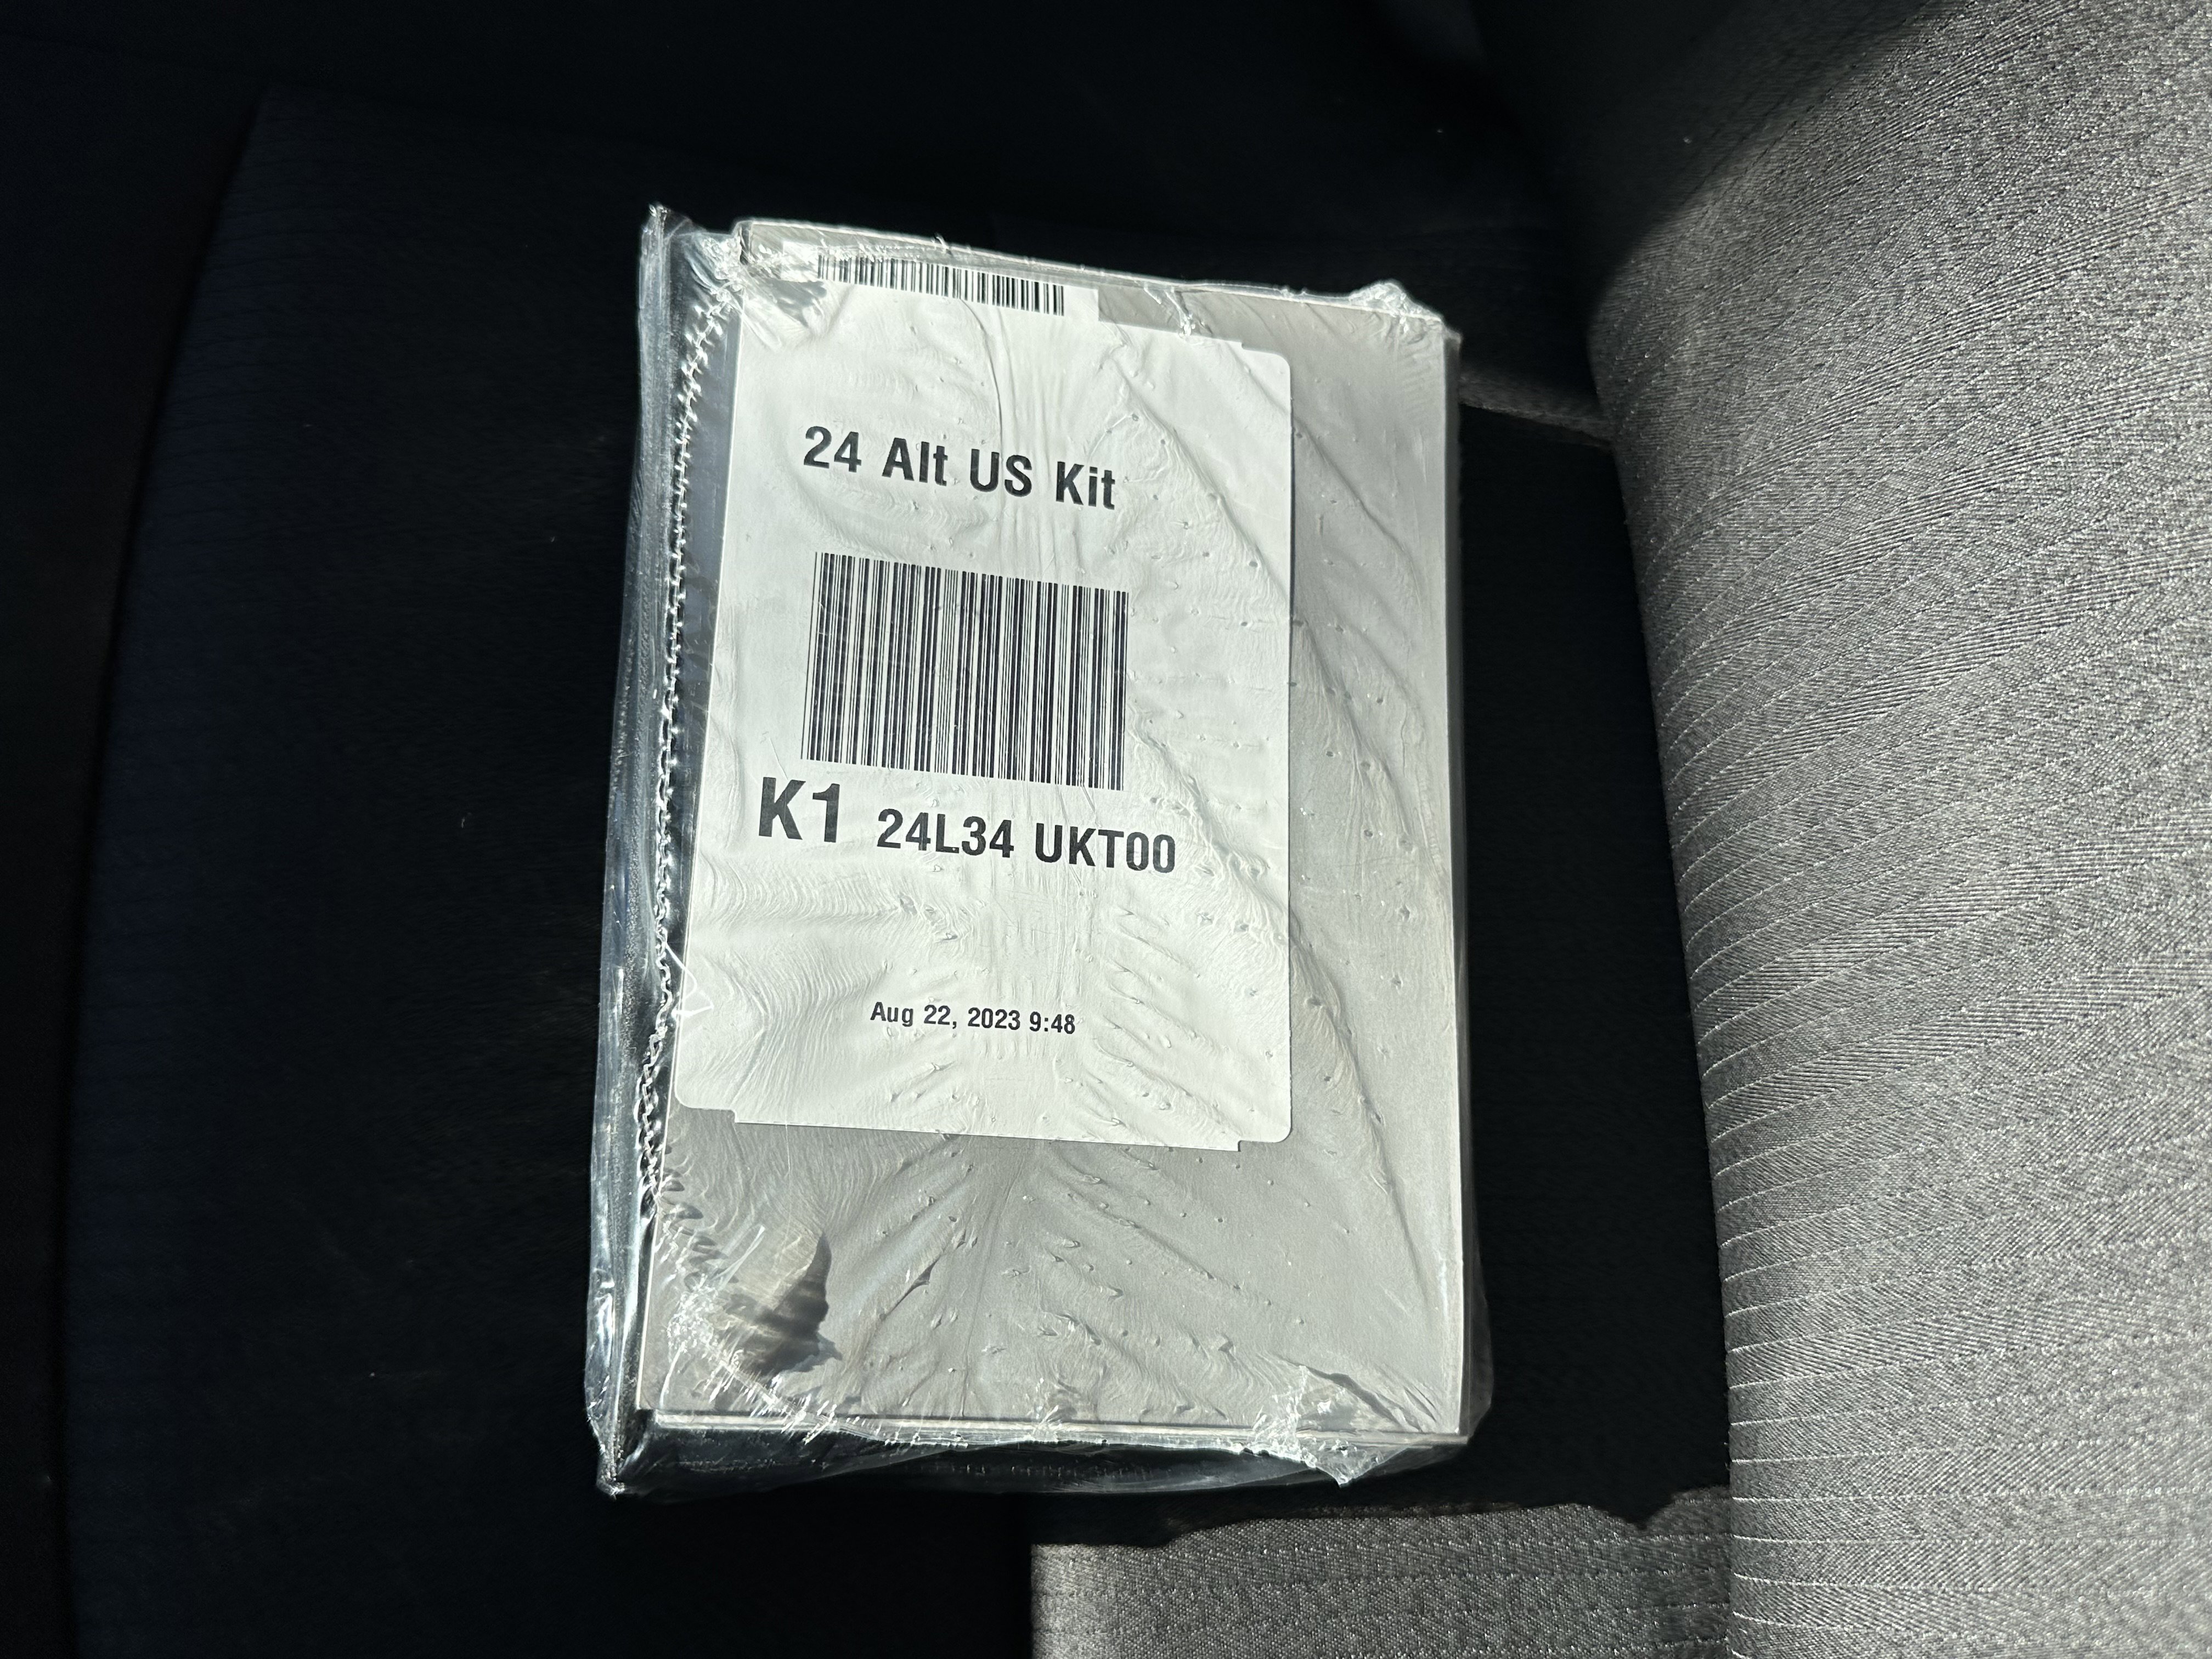 24 Alt US Kit
K1 24L34 UKT00
Aug 22, 2023 9:48